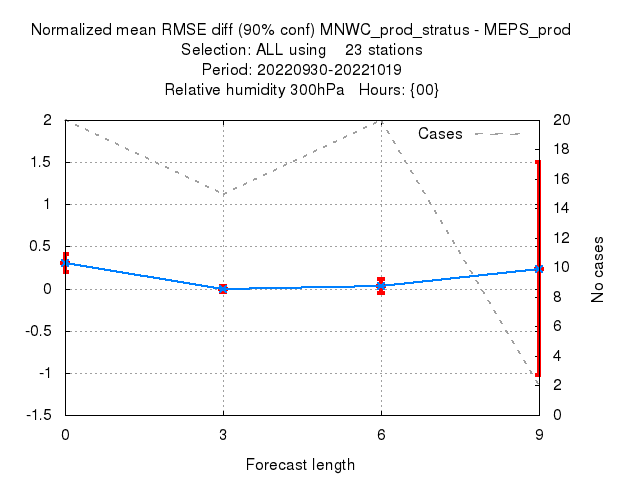 Normalized mean RMSE diff (90% conf) MNWC_prod_stratus - MEPS_prod
Selection: ALL using 23 stations
Period: 20220930-20221019
Relative humidity 300hPa Hours: {00}
Cases
2
1.5
1
0.5
0
-0.5
-1
-1.5
20
18
16
14
12
10
8
6
4
2
0
No cases
0 3 6 9
Forecast length